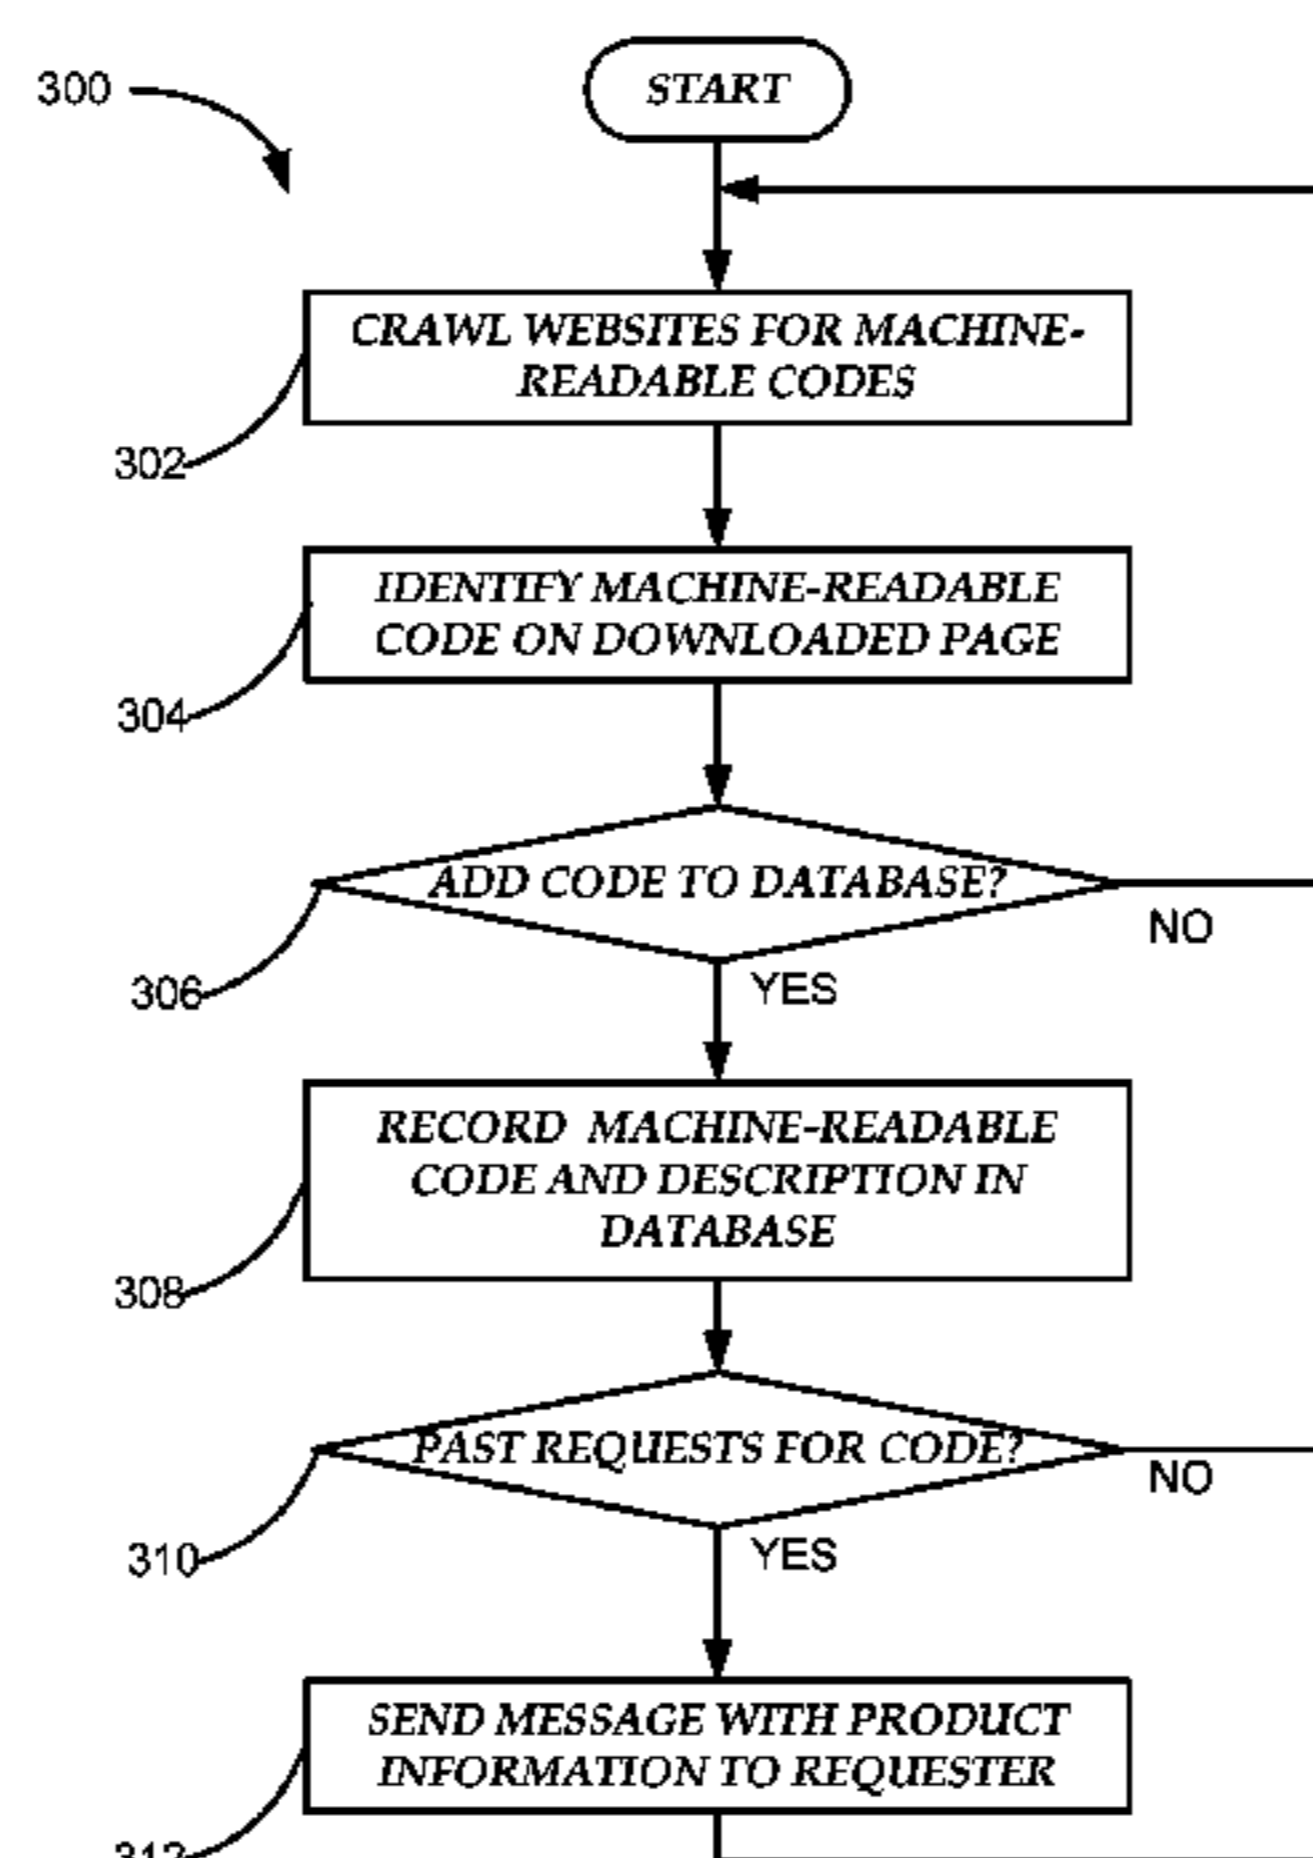 300
START
CRAWL WEBSITES FOR MACHINE-
READABLE CODES
302
IDENTIFY MACHINE-READABLE
CODE ON DOWNLOADED PAGE
304
ADD CODE TO DATABASE?
NO
306
YES
RECORD MACHINE-READABLE
CODE AND DESCRIPTION IN
DATABASE
308
PAST REQUESTS FOR CODE?
NO
310
YES
SEND MESSAGE WITH PRODUCT
INFORMATION TO REQUESTER
312